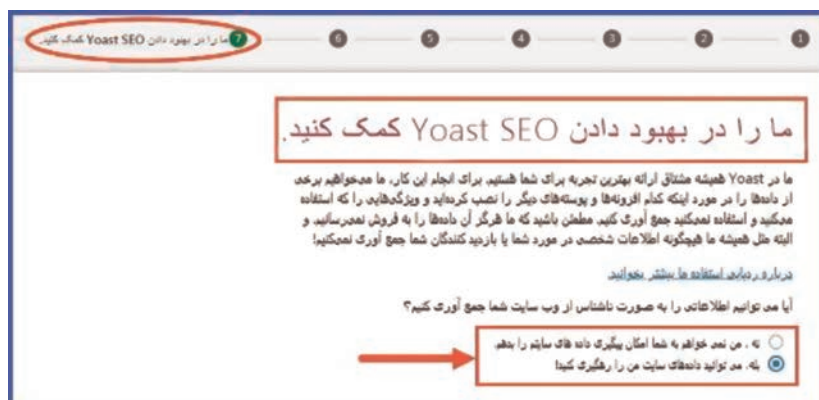 1 2 3 4 5 6 7 ما را در بهبود دادن Yoast SEO کمک کنید.
ما را در بهبود دادن Yoast SEO کمک کنید.
ما در Yoast همیشه مشتاق ارائه بهترین تجربه برای شما هستیم. برای انجام این کار، ما می‌خواهیم برخی
از داده‌ها را در مورد اینکه کدام افزونه‌ها و پوسته‌های دیگر را نصب کرده‌اید و ویژگی‌هایی را که استفاده
می‌کنید و استفاده نمی‌کنید جمع آوری کنیم. مطمئن باشید که ما هرگز آن داده‌ها را به فروش نمی‌رسانیم. و
البته مثل همیشه ما هیچگونه اطلاعات شخصی در مورد شما یا بازدید کنندگان شما جمع آوری نمی‌کنیم!
درباره ردیابی استفاده ما بیشتر بخوانید.
آیا می توانیم اطلاعاتی را به صورت ناشناس از وب سایت شما جمع آوری کنیم؟
نه ، من نمی خواهم به شما امکان پیگیری داده های سایتم را بدهم.
بله، می توانید داده‌های سایت من را رهگیری کنید!